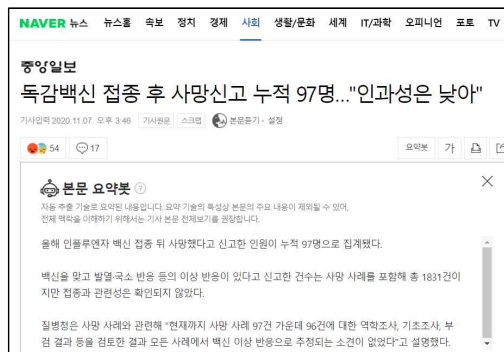 NAVER 뉴스 뉴스홈 속보 정치 경제 사회 생활/문화 세계 IT/과학 오피니언 포토 TV
중앙일보
독감백신 접종 후 사망신고 누적 97명..."인과성은 낮아"
기사입력 2020.11.07. 오후 3:46 기사원문 스크랩 본문듣기 · 설정
54 17 요약봇 가
본문 요약봇 ?
자동 추출 기술로 요약된 내용입니다. 요약 기술의 특성상 본문의 주요 내용이 제외될 수 있어,
전체 맥락을 이해하기 위해서는 기사 본문 전체보기를 권장합니다.
올해 인플루엔자 백신 접종 뒤 사망했다고 신고한 인원이 누적 97명으로 집계됐다.
백신을 맞고 발열·국소 반응 등의 이상 반응이 있다고 신고한 건수는 사망 사례를 포함해 총 1831건이
지만 접종과 관련성은 확인되지 않았다.
질병청은 사망 사례와 관련해 "현재까지 사망 사례 97건 가운데 96건에 대한 역학조사, 기초조사, 부
검 결과 등을 검토한 결과 모든 사례에서 백신 이상 반응으로 추정되는 소견이 없었다"고 설명했다.